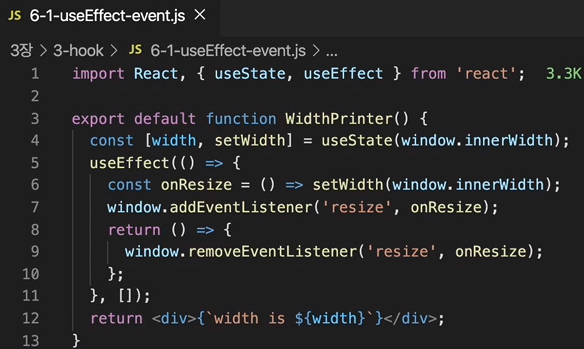 JS 6-1-useEffect-event.js ×
3장 > 3-hook > JS 6-1-useEffect-event.js > ...
1 import React, { useState, useEffect } from 'react'; 3.3K
2
3 export default function WidthPrinter() {
4   const [width, setWidth] = useState(window.innerWidth);
5   useEffect(() => {
6     const onResize = () => setWidth(window.innerWidth);
7     window.addEventListener('resize', onResize);
8     return () => {
9       window.removeEventListener('resize', onResize);
10     };
11   }, []);
12   return <div>{`width is ${width}`}</div>;
13 }